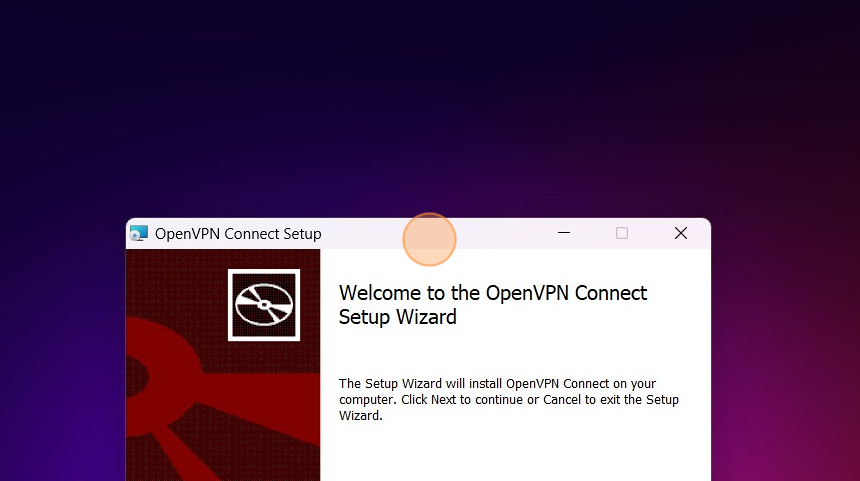 OpenVPN Connect Setup
Welcome to the OpenVPN Connect
Setup Wizard
The Setup Wizard will install OpenVPN Connect on your
computer. Click Next to continue or Cancel to exit the Setup
Wizard.